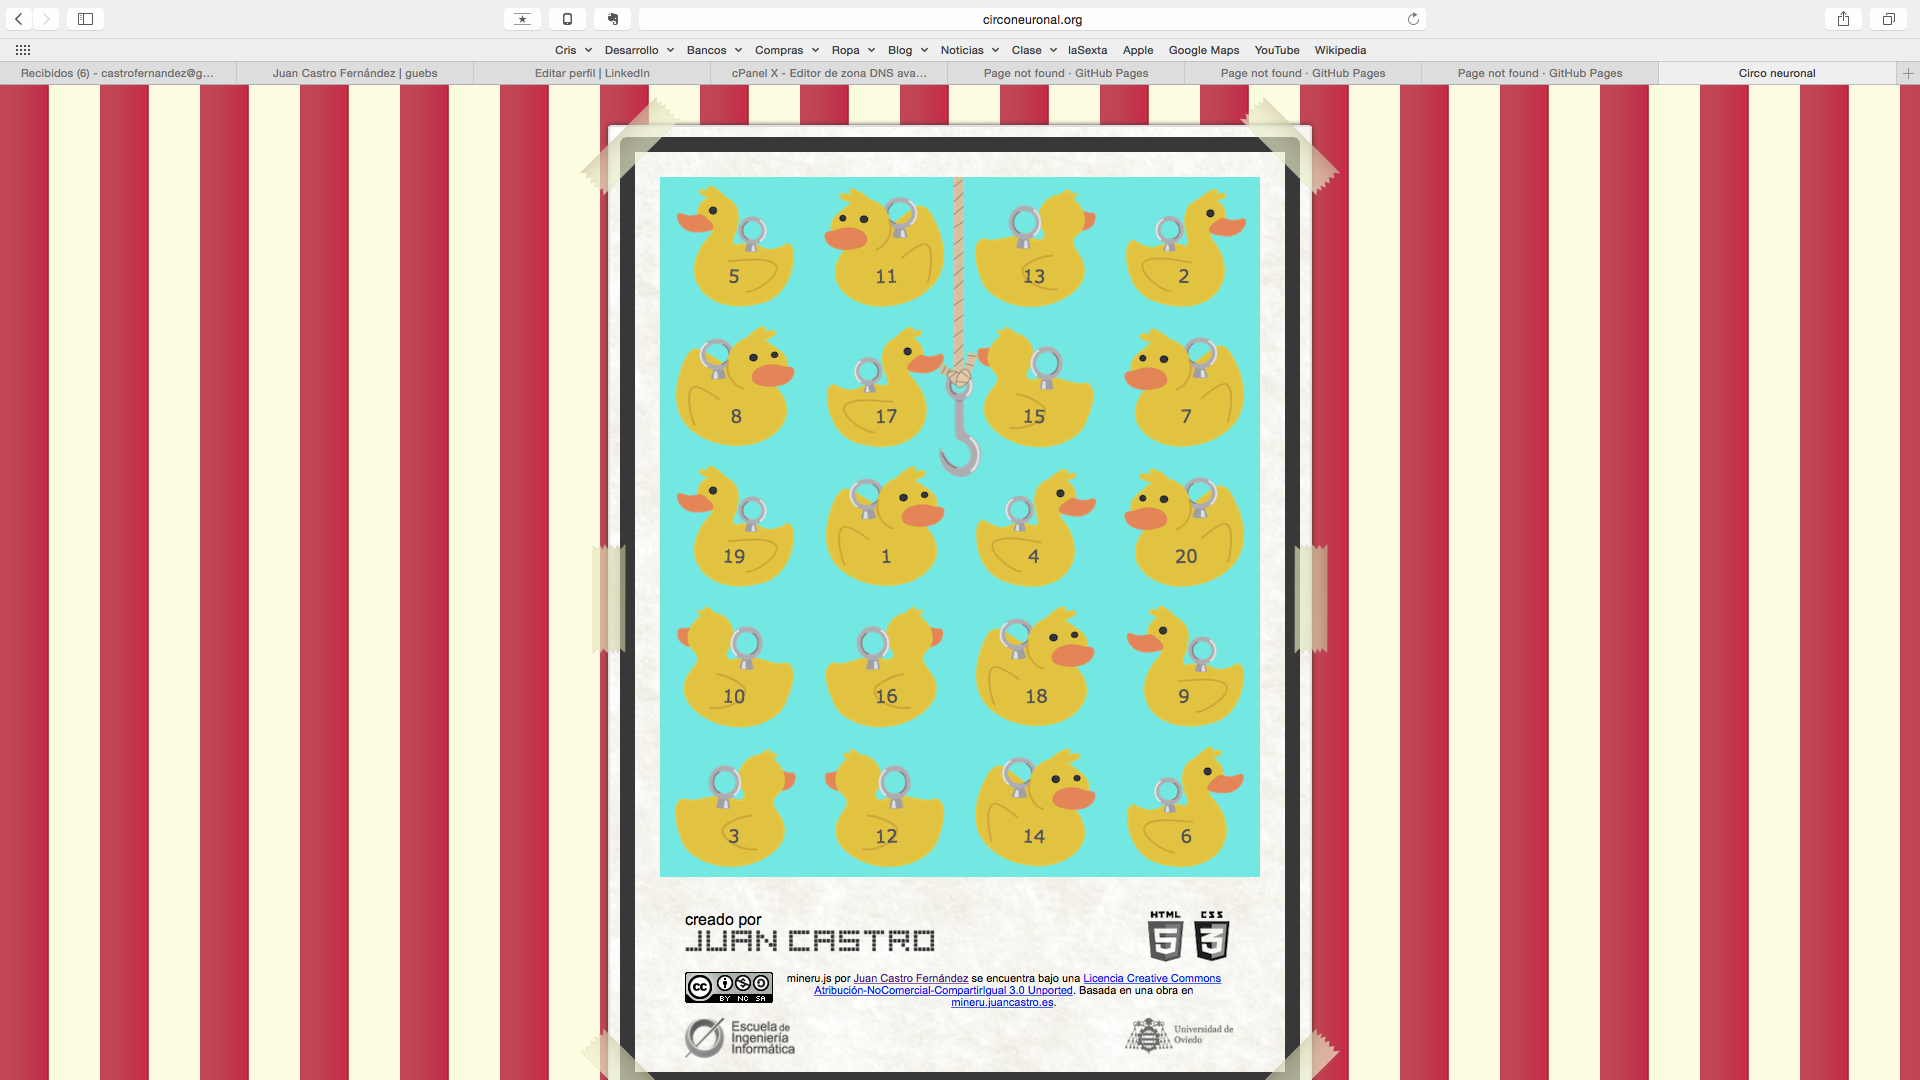 circoneuronal.org
Cris Desarrollo Bancos Compras Ropa Blog Noticias Clase laSexta Apple Google Maps YouTube Wikipedia
Recibidos (6) - castrofernandez@g... Juan Castro Fernández | guebs Editar perfil | LinkedIn cPanel X - Editor de zona DNS ava... Page not found · GitHub Pages Page not found · GitHub Pages Page not found · GitHub Pages Circo neuronal
5 11 13 2
8 17 15 7
19 1 4 20
10 16 18 9
3 12 14 6
creado por
JUAN CASTRO
HTML CSS
5 3
mineru.js por Juan Castro Fernández se encuentra bajo una Licencia Creative Commons
Atribución-NoComercial-CompartirIgual 3.0 Unported. Basada en una obra en
mineru.juancastro.es.
cc
BY NC SA
Escuela de
Ingeniería
Informática
Universidad de
Oviedo